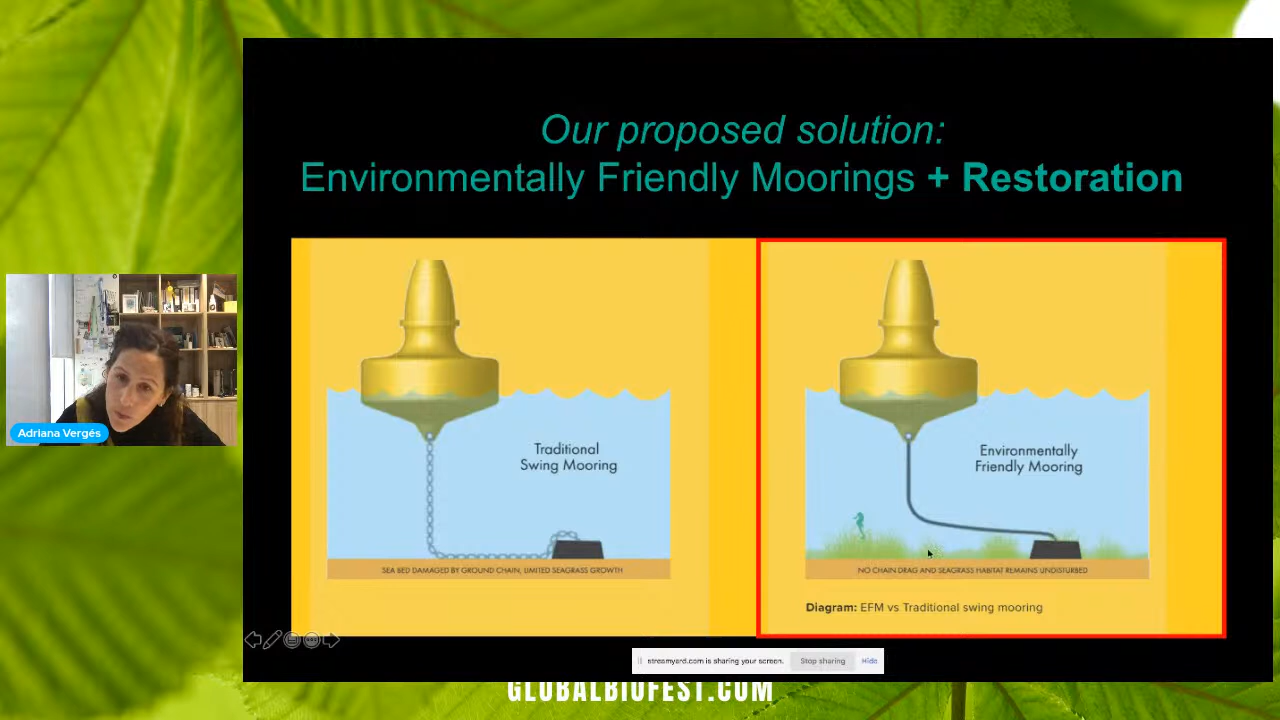 Our proposed solution:
Environmentally Friendly Moorings + Restoration
Adriana Vergés
Traditional
Swing Mooring
SEA BED DAMAGED BY GROUND CHAIN, LIMITED SEAGRASS GROWTH
Environmentally
Friendly Mooring
NO CHAIN DRAG AND SEAGRASS HABITAT REMAINS UNDISTURBED
Diagram: EFM vs Traditional swing mooring
streamyard.com is sharing your screen. Stop sharing Hide
GLOBALBIOFEST.COM